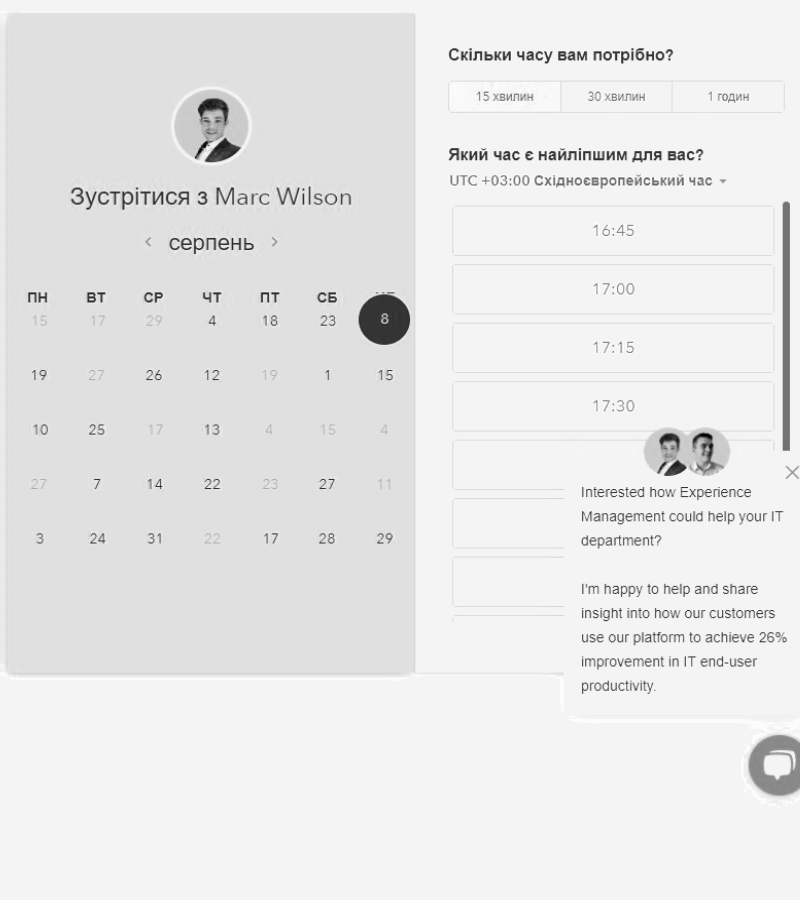 Зустрітися з Marc Wilson
серпень
ПН ВТ СР ЧТ ПТ СБ
15 17 29 4 18 23 8
19 27 26 12 19 1 15
10 25 17 13 4 15 4
27 7 14 22 23 27 11
3 24 31 22 17 28 29
Скільки часу вам потрібно?
15 хвилин 30 хвилин 1 годин
Який час є найліпшим для вас?
UTC +03:00 Східноєвропейський час
16:45
17:00
17:15
17:30
Interested how Experience
Management could help your IT
department?
I'm happy to help and share
insight into how our customers
use our platform to achieve 26%
improvement in IT end-user
productivity.